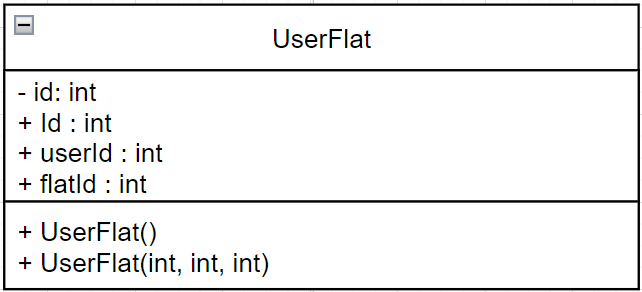 UserFlat
- id: int
+ Id : int
+ userId : int
+ flatId : int
+ UserFlat()
+ UserFlat(int, int, int)